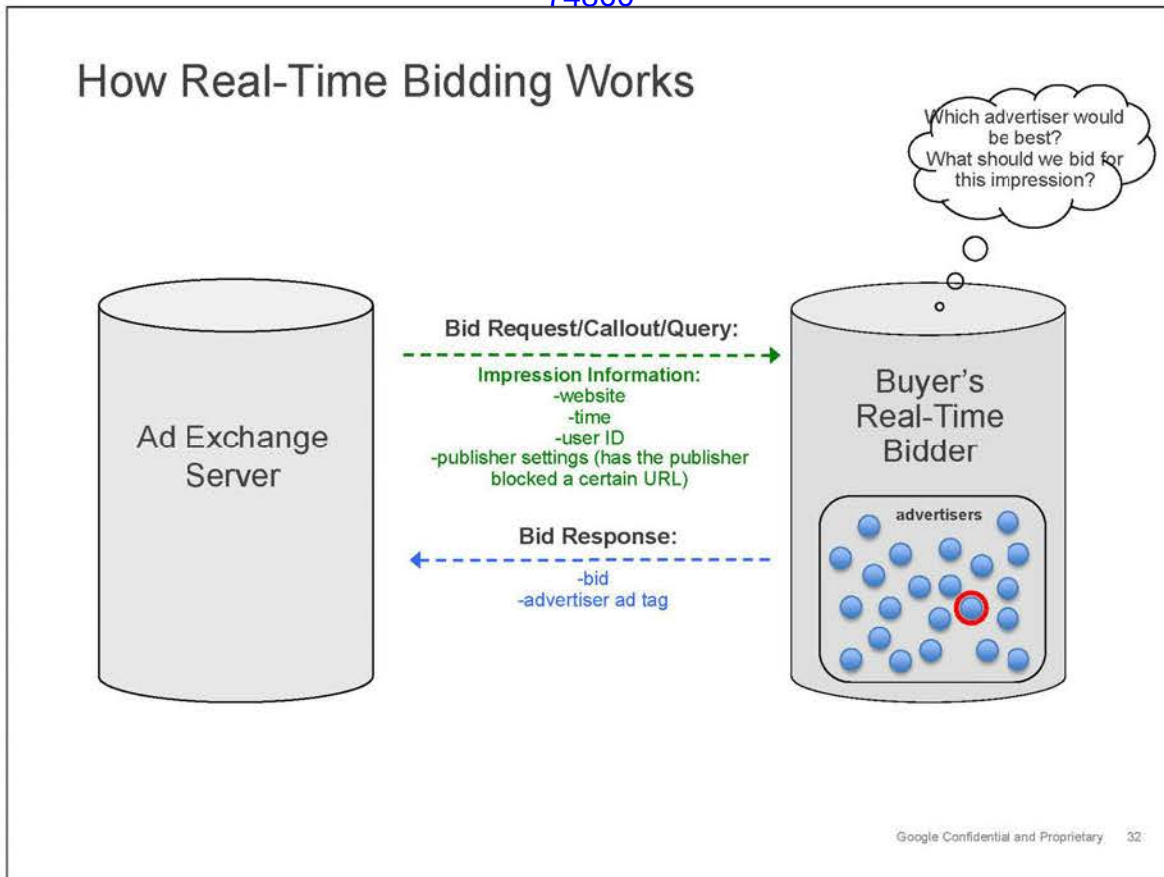 How Real-Time Bidding Works
Which advertiser would
be best?
What should we bid for
this impression?
Ad Exchange
Server
Bid Request/Callout/Query:
Impression Information:
-website
-time
-user ID
-publisher settings (has the publisher
blocked a certain URL)
Bid Response:
-bid
-advertiser ad tag
Buyer's
Real-Time
Bidder
advertisers
Google Confidential and Proprietary 32